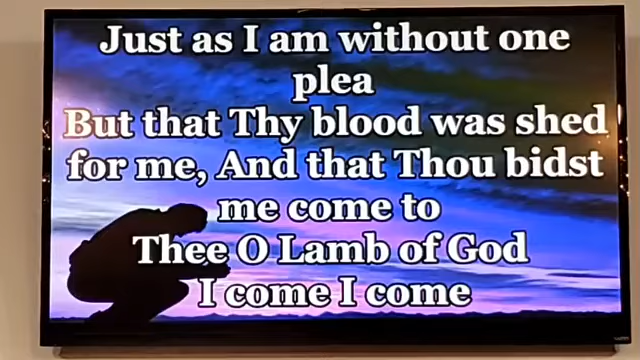 Just as I am without one
plea
But that Thy blood was shed
for me, And that Thou bidst
me come to
Thee O Lamb of God
I come I come